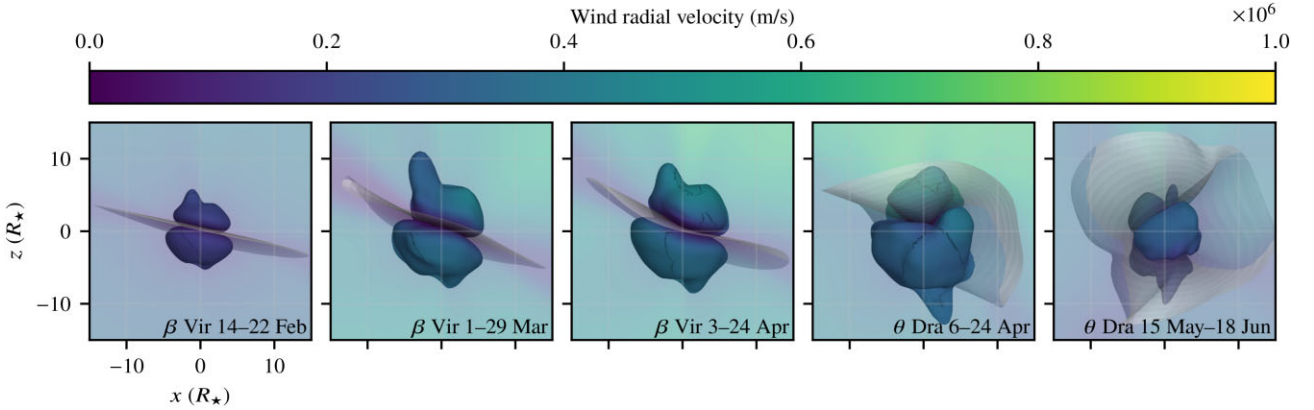 Wind radial velocity (m/s)
×10⁶
0.0 0.2 0.4 0.6 0.8 1.0
10
0
−10
z (R★)
β Vir 14–22 Feb
β Vir 1–29 Mar
β Vir 3–24 Apr
θ Dra 6–24 Apr
θ Dra 15 May–18 Jun
−10 0 10
x (R★)